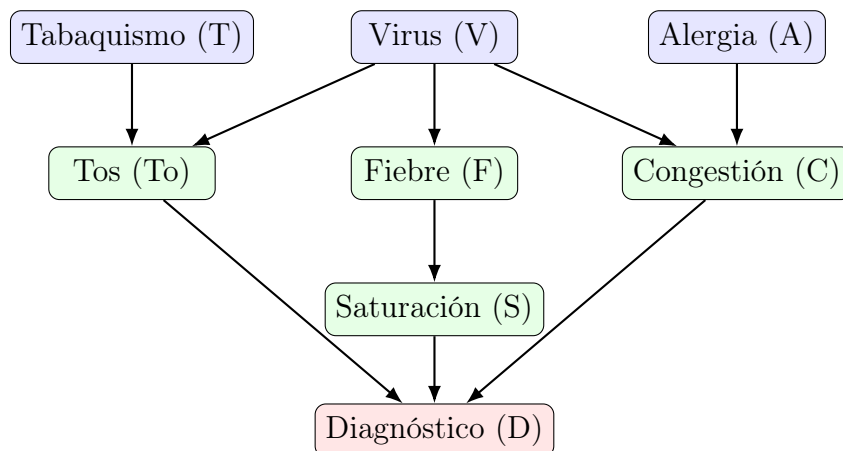 Tabaquismo (T)
Virus (V)
Alergia (A)
Tos (To)
Fiebre (F)
Congestión (C)
Saturación (S)
Diagnóstico (D)